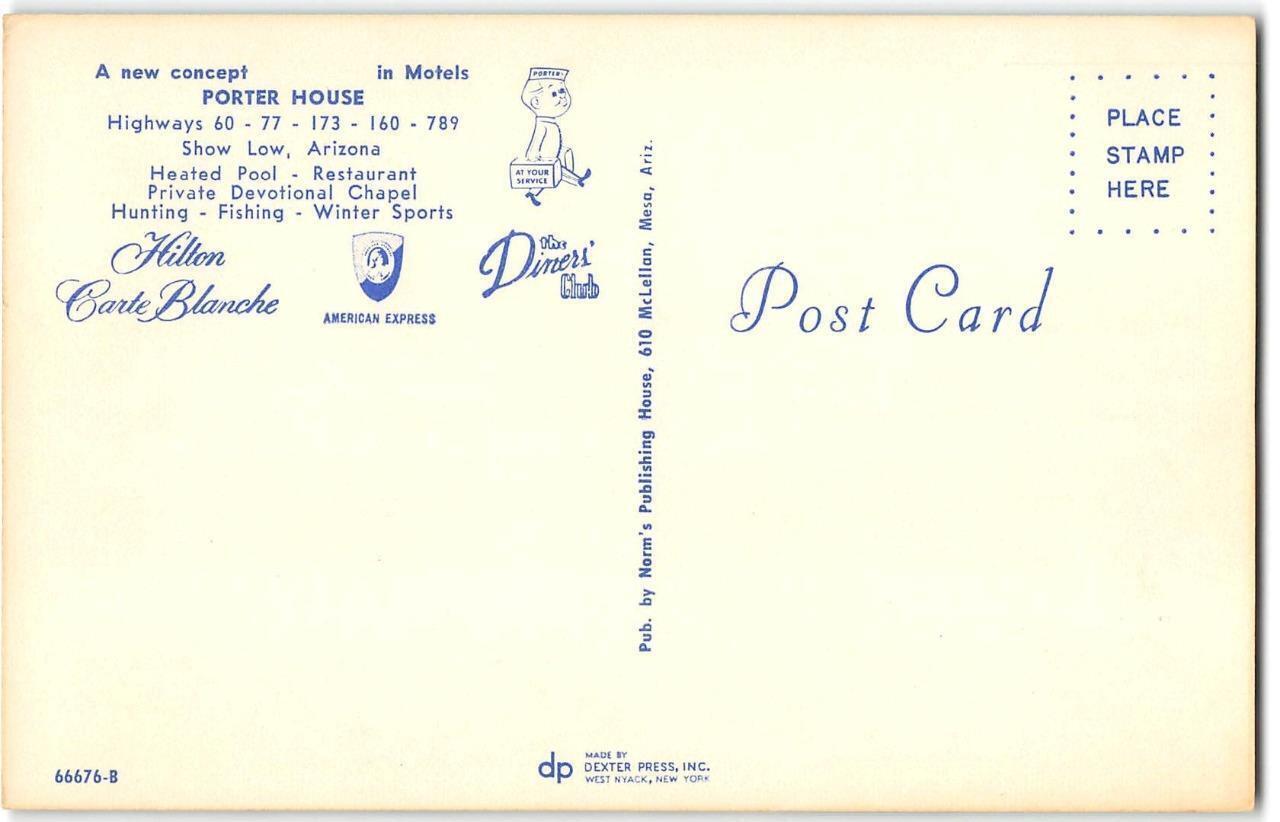 A new concept in Motels
PORTER HOUSE
Highways 60 - 77 - 173 - 160 - 789
Show Low, Arizona
Heated Pool - Restaurant
Private Devotional Chapel
Hunting - Fishing - Winter Sports
PORTER
AT YOUR
SERVICE
Hilton
Carte Blanche
AMERICAN EXPRESS
the
Diners'
Club
Pub. by Norm's Publishing House, 610 McLellan, Mesa, Ariz.
PLACE
STAMP
HERE
Post Card
66676-B
dp
MADE BY
DEXTER PRESS, INC.
WEST NYACK, NEW YORK